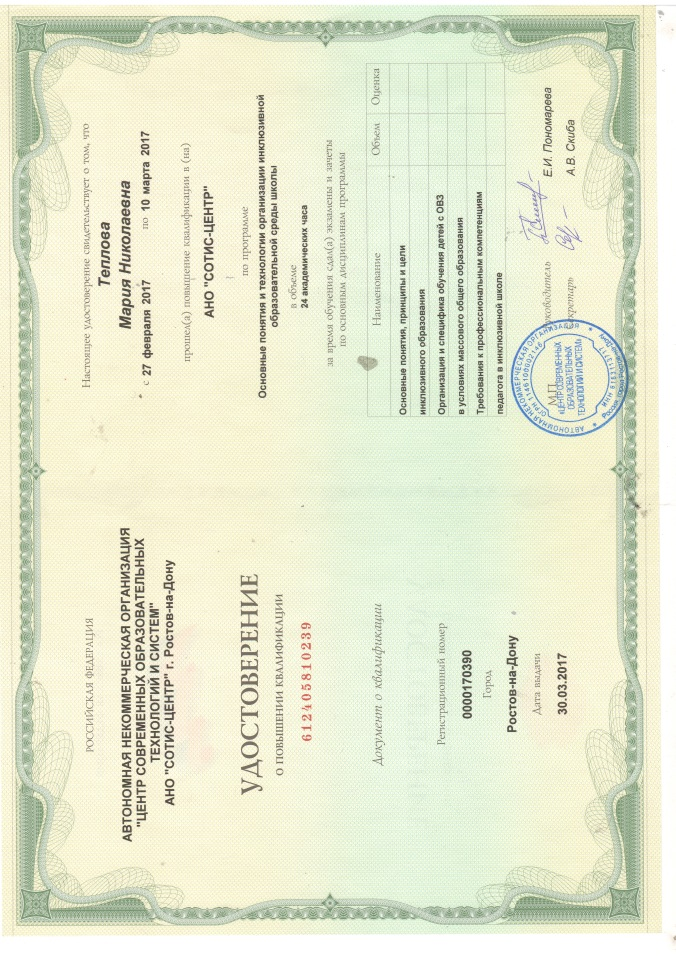 РОССИЙСКАЯ ФЕДЕРАЦИЯ
АВТОНОМНАЯ НЕКОММЕРЧЕСКАЯ ОРГАНИЗАЦИЯ
"ЦЕНТР СОВРЕМЕННЫХ ОБРАЗОВАТЕЛЬНЫХ
ТЕХНОЛОГИЙ И СИСТЕМ"
АНО "СОТИС-ЦЕНТР" г. Ростов-на-Дону
УДОСТОВЕРЕНИЕ
О ПОВЫШЕНИИ КВАЛИФИКАЦИИ
612405810239
Документ о квалификации
Регистрационный номер
0000170390
Город
Ростов-на-Дону
Дата выдачи
30.03.2017
Настоящее удостоверение свидетельствует о том, что
Теплова
Мария Николаевна
с 27 февраля 2017 по 10 марта 2017
прошел(а) повышение квалификации в (на)
АНО "СОТИС-ЦЕНТР"
по программе
Основные понятия и технологии организации инклюзивной
образовательной среды школы
в объеме
24 академических часа
за время обучения сдал(а) экзамены и зачеты
по основным дисциплинам программы
Наименование Объем Оценка
Основные понятия, принципы и цели
инклюзивного образования
Организация и специфика обучения детей с ОВЗ
в условиях массового общего образования
Требования к профессиональным компетенциям
педагога в инклюзивной школе
Руководитель Е.И. Пономарева
М.П.
Секретарь А.В. Скиба
АВТОНОМНАЯ НЕКОММЕРЧЕСКАЯ ОРГАНИЗАЦИЯ
«ЦЕНТР СОВРЕМЕННЫХ
ОБРАЗОВАТЕЛЬНЫХ
ТЕХНОЛОГИЙ И СИСТЕМ»